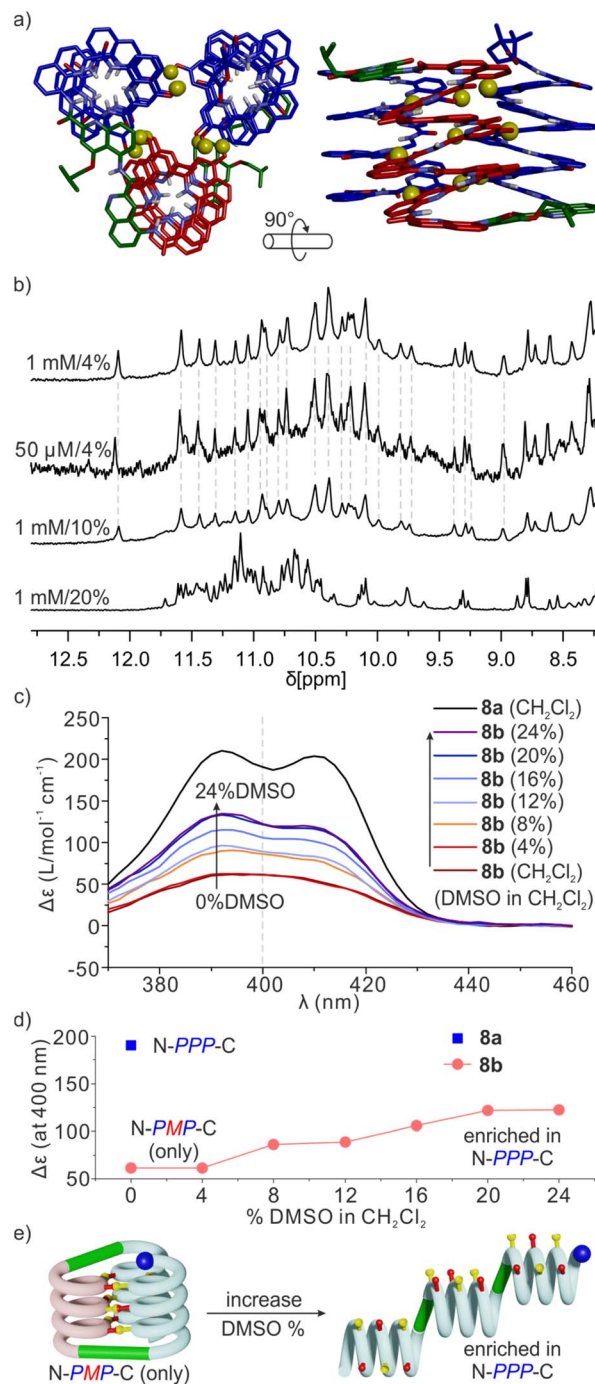 a)
90°
b)
1 mM/4%
50 µM/4%
1 mM/10%
1 mM/20%
12.5 12.0 11.5 11.0 10.5 10.0 9.5 9.0 8.5
δ[ppm]
c)
250
200
150
100
50
0
-50
Δε (L/mol⁻¹ cm⁻¹)
24%DMSO
0%DMSO
8a (CH₂Cl₂)
8b (24%)
8b (20%)
8b (16%)
8b (12%)
8b (8%)
8b (4%)
8b (CH₂Cl₂)
(DMSO in CH₂Cl₂)
380 400 420 440 460
λ (nm)
d)
200
150
100
50
Δε (at 400 nm)
N-PPP-C
8a
8b
N-PMP-C
(only)
enriched in
N-PPP-C
0 4 8 12 16 20 24
% DMSO in CH₂Cl₂
e)
increase
DMSO %
N-PMP-C (only)
enriched in
N-PPP-C